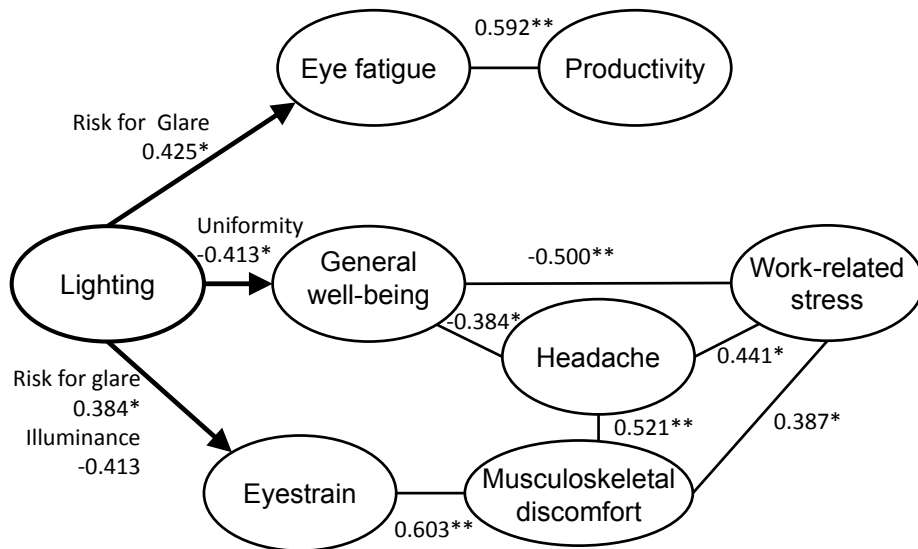 0.592**
Eye fatigue
Productivity
Risk for Glare
0.425*
Uniformity
-0.413*
Lighting
General
well-being
-0.500**
Work-related
stress
-0.384*
Headache
0.441*
Risk for glare
0.384*
Illuminance
-0.413
0.521**
0.387*
Eyestrain
Musculoskeletal
discomfort
0.603**